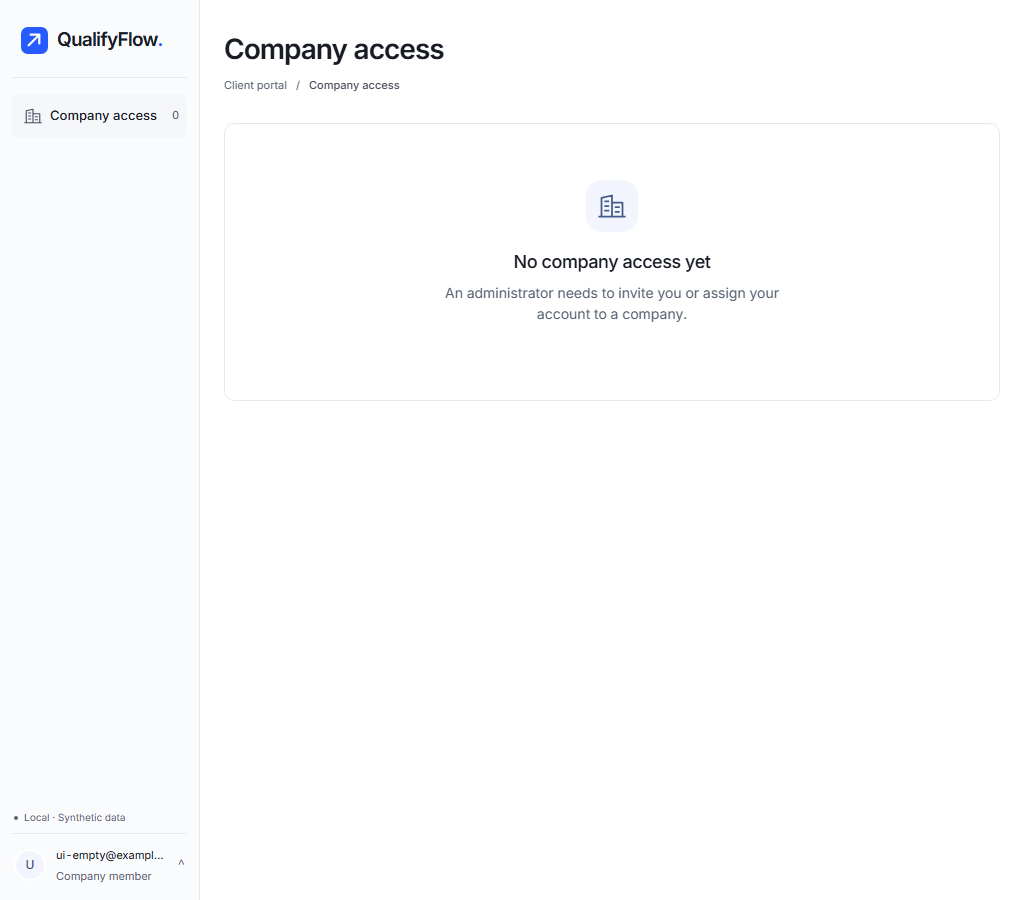 QualifyFlow.
Company access 0
Company access
Client portal / Company access
No company access yet
An administrator needs to invite you or assign your
account to a company.
Local · Synthetic data
U
ui-empty@exampl...
Company member